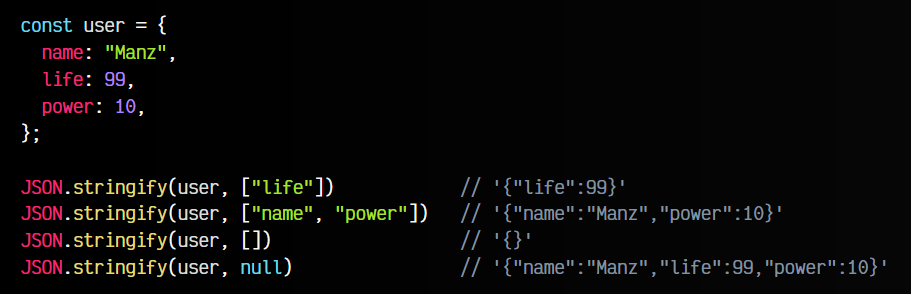 const user = {
  name: "Manz",
  life: 99,
  power: 10,
};

JSON.stringify(user, ["life"])          // '{"life":99}'
JSON.stringify(user, ["name", "power"])   // '{"name":"Manz","power":10}'
JSON.stringify(user, [])                // '{}'
JSON.stringify(user, null)              // '{"name":"Manz","life":99,"power":10}'